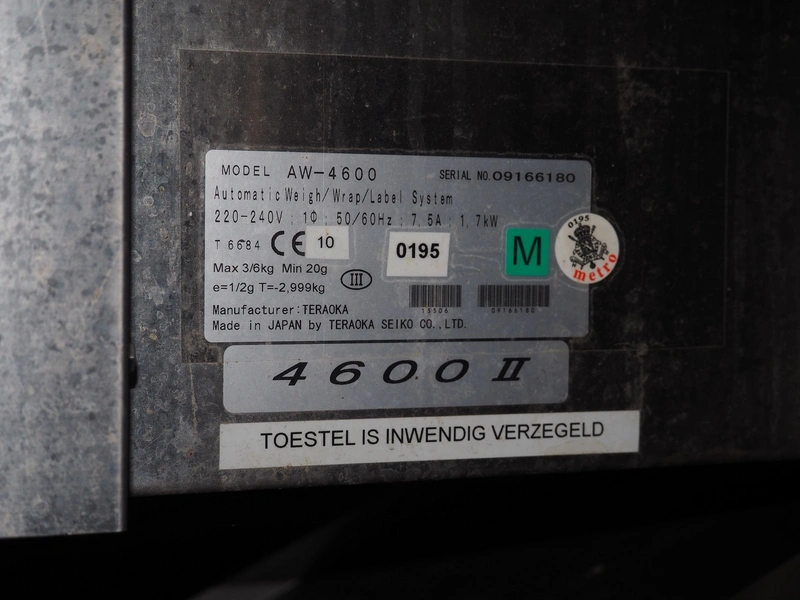 MODEL AW-4600 SERIAL NO. 09166180
Automatic Weigh/Wrap/Label System
220-240V : 1Φ : 50/60Hz : 7.5A : 1.7kW
T 6684 CE 10 0195 M 0195 metro
Max 3/6kg Min 20g
III
e=1/2g T=-2,999kg
Manufacturer:TERAOKA
09166180
Made in JAPAN by TERAOKA SEIKO CO.,LTD.
4600II
TOESTEL IS INWENDIG VERZEGELD